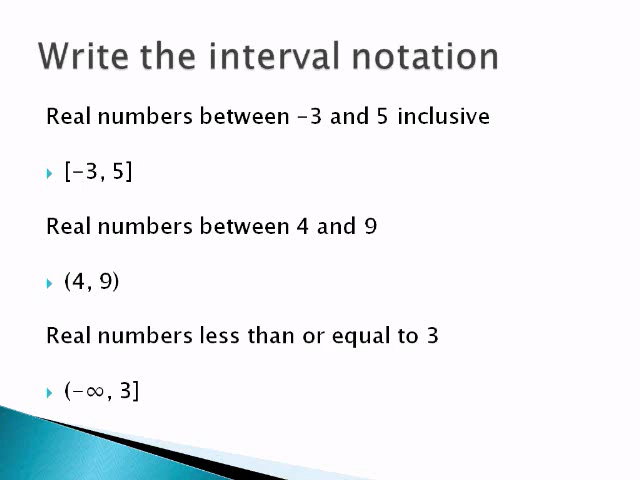 Write the interval notation
Real numbers between -3 and 5 inclusive
[-3, 5]
Real numbers between 4 and 9
(4, 9)
Real numbers less than or equal to 3
(-∞, 3]